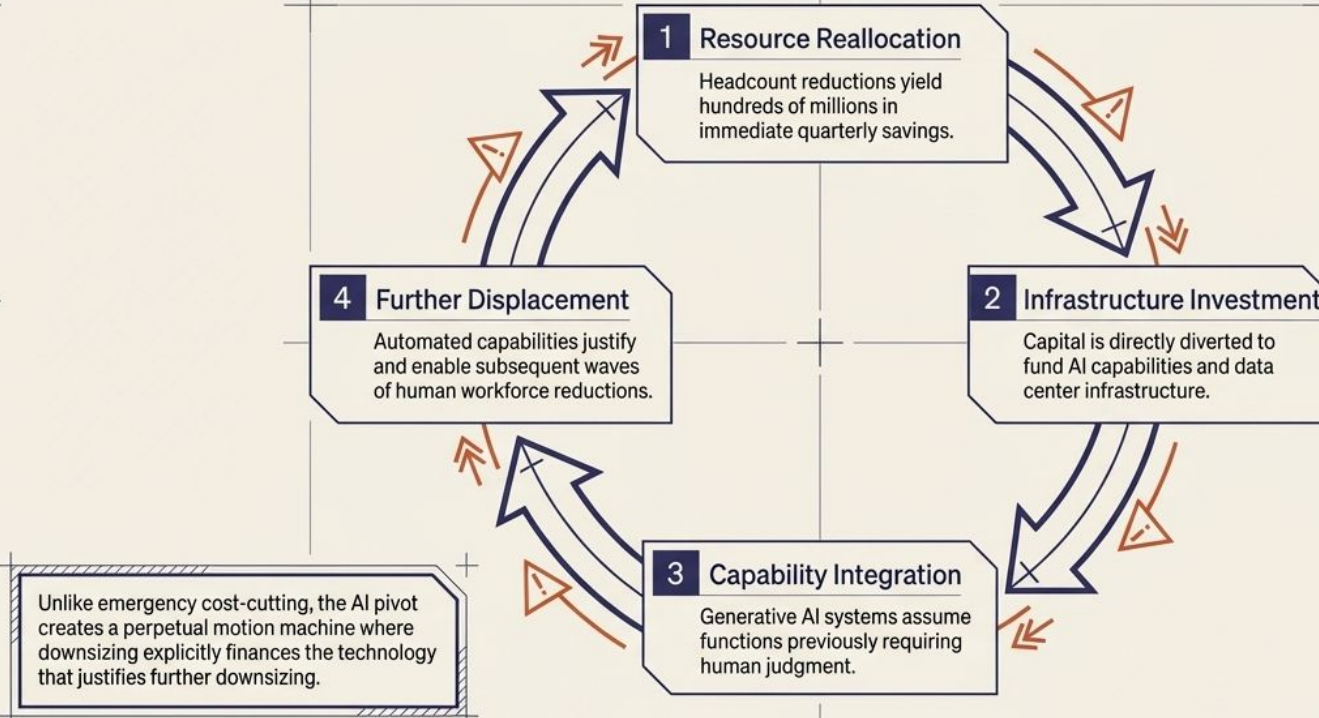 1 Resource Reallocation
Headcount reductions yield
hundreds of millions in
immediate quarterly savings.
2 Infrastructure Investment
Capital is directly diverted to
fund AI capabilities and data
center infrastructure.
3 Capability Integration
Generative AI systems assume
functions previously requiring
human judgment.
4 Further Displacement
Automated capabilities justify
and enable subsequent waves
of human workforce reductions.
Unlike emergency cost-cutting, the AI pivot
creates a perpetual motion machine where
downsizing explicitly finances the technology
that justifies further downsizing.